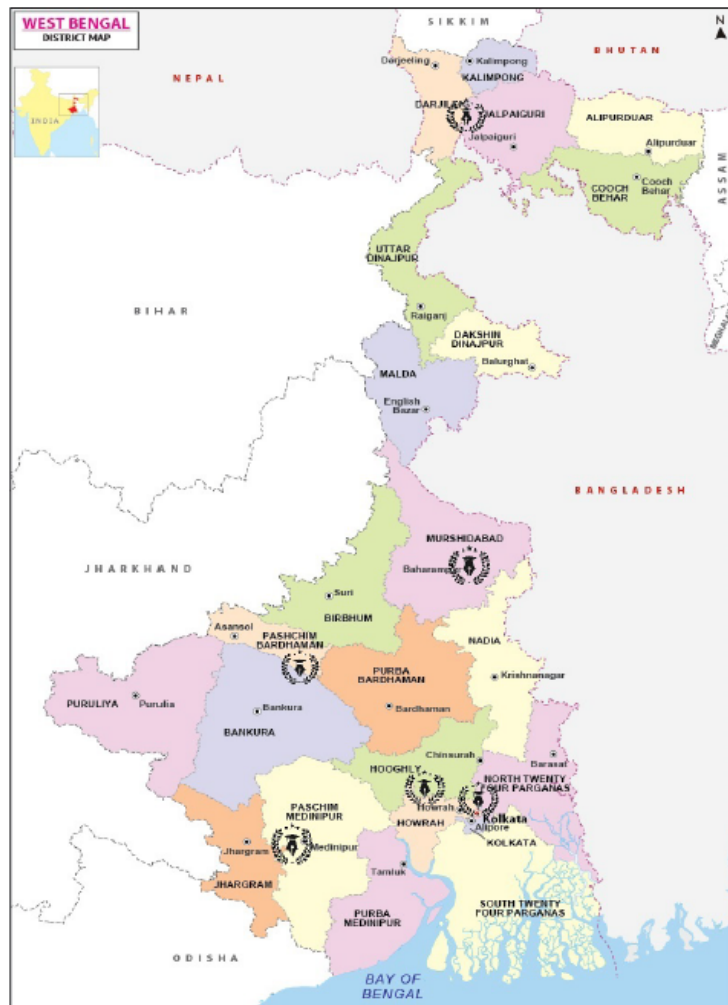 WEST BENGAL
DISTRICT MAP
INDIA
N
SIKKIM
BHUTAN
NEPAL
Darjeeling
Kalimpong
KALIMPONG
JALPAIGURI
Jalpaiguri
ALIPURDUAR
Alipurduar
COOCH
BEHAR
Cooch
Behar
ASSAM
UTTAR
DINAJPUR
Raiganj
BIHAR
DAKSHIN
DINAJPUR
Balurghat
MALDA
English
Bazar
BANGLADESH
MURSHIDABAD
JHARKHAND
Suri
BIRBHUM
Asansol
PASHCHIM
BARDHAMAN
NADIA
Krishnanagar
PURBA
BARDHAMAN
Bardhaman
PURULIYA
Purulia
BANKURA
Bankura
Chinsurah
HOOGHLY
Barasat
NORTH TWENTY
FOUR PARGANAS
Howrah
HOWRAH
Kolkata
Alipore
KOLKATA
PASCHIM
MEDINIPUR
Medinipur
Jhargram
JHARGRAM
Tamluk
PURBA
MEDINIPUR
SOUTH TWENTY
FOUR PARGANAS
ODISHA
BAY OF
BENGAL